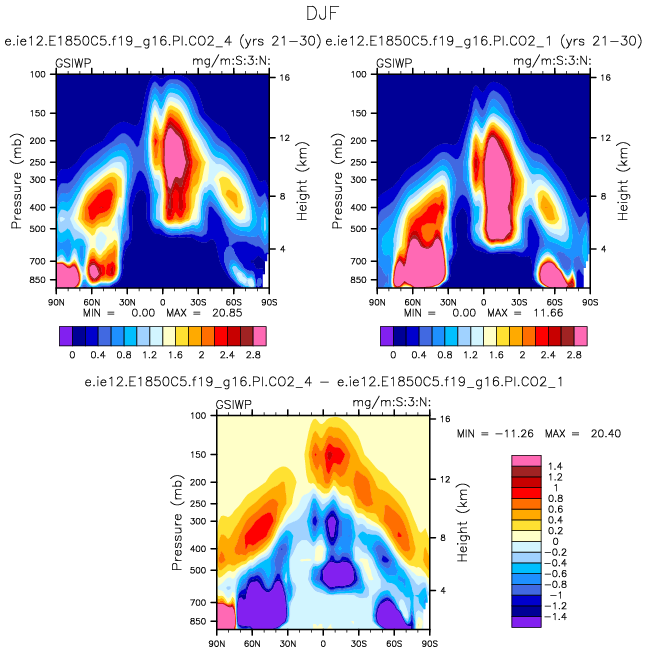 DJF
e.ie12.E1850C5.f19_g16.PI.CO2_4 (yrs 21-30) e.ie12.E1850C5.f19_g16.PI.CO2_1 (yrs 21-30)
GSIWP mg/m:S:3:N: GSIWP mg/m:S:3:N:
100 16 100 16
150 150
200 12 200 12
250 250
300 300
8 8
400 400
500 500
4 4
700 700
850 850
Pressure (mb) Height (km) Pressure (mb) Height (km)
90N 60N 30N 0 30S 60S 90S 90N 60N 30N 0 30S 60S 90S
MIN = 0.00 MAX = 20.85 MIN = 0.00 MAX = 11.66
0 0.4 0.8 1.2 1.6 2 2.4 2.8 0 0.4 0.8 1.2 1.6 2 2.4 2.8
e.ie12.E1850C5.f19_g16.PI.CO2_4 - e.ie12.E1850C5.f19_g16.PI.CO2_1
GSIWP mg/m:S:3:N:
MIN = -11.26 MAX = 20.40
100 16
150
200 12
250
300
8
400
500
4
700
850
Pressure (mb) Height (km)
90N 60N 30N 0 30S 60S 90S
1.4
1.2
1
0.8
0.6
0.4
0.2
0
-0.2
-0.4
-0.6
-0.8
-1
-1.2
-1.4